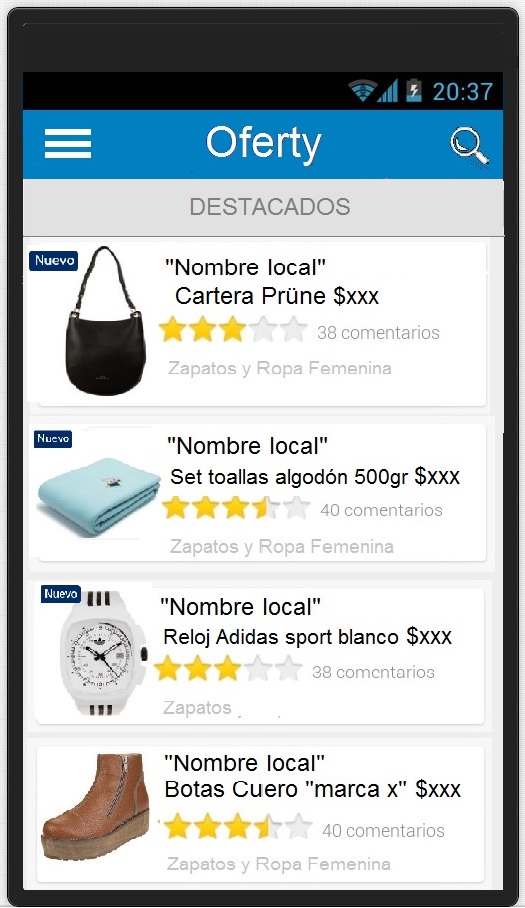 20:37
Oferty
DESTACADOS
Nuevo
"Nombre local"
Cartera Prüne $xxx
38 comentarios
Zapatos y Ropa Femenina
Nuevo
"Nombre local"
Set toallas algodón 500gr $xxx
40 comentarios
Zapatos y Ropa Femenina
Nuevo
"Nombre local"
Reloj Adidas sport blanco $xxx
38 comentarios
Zapatos
"Nombre local"
Botas Cuero "marca x" $xxx
40 comentarios
Zapatos y Ropa Femenina